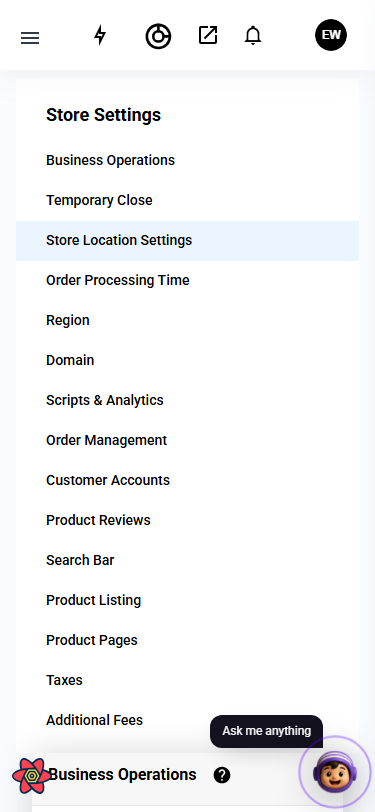 EW
Store Settings
Business Operations
Temporary Close
Store Location Settings
Order Processing Time
Region
Domain
Scripts & Analytics
Order Management
Customer Accounts
Product Reviews
Search Bar
Product Listing
Product Pages
Taxes
Additional Fees
Ask me anything
Business Operations ?